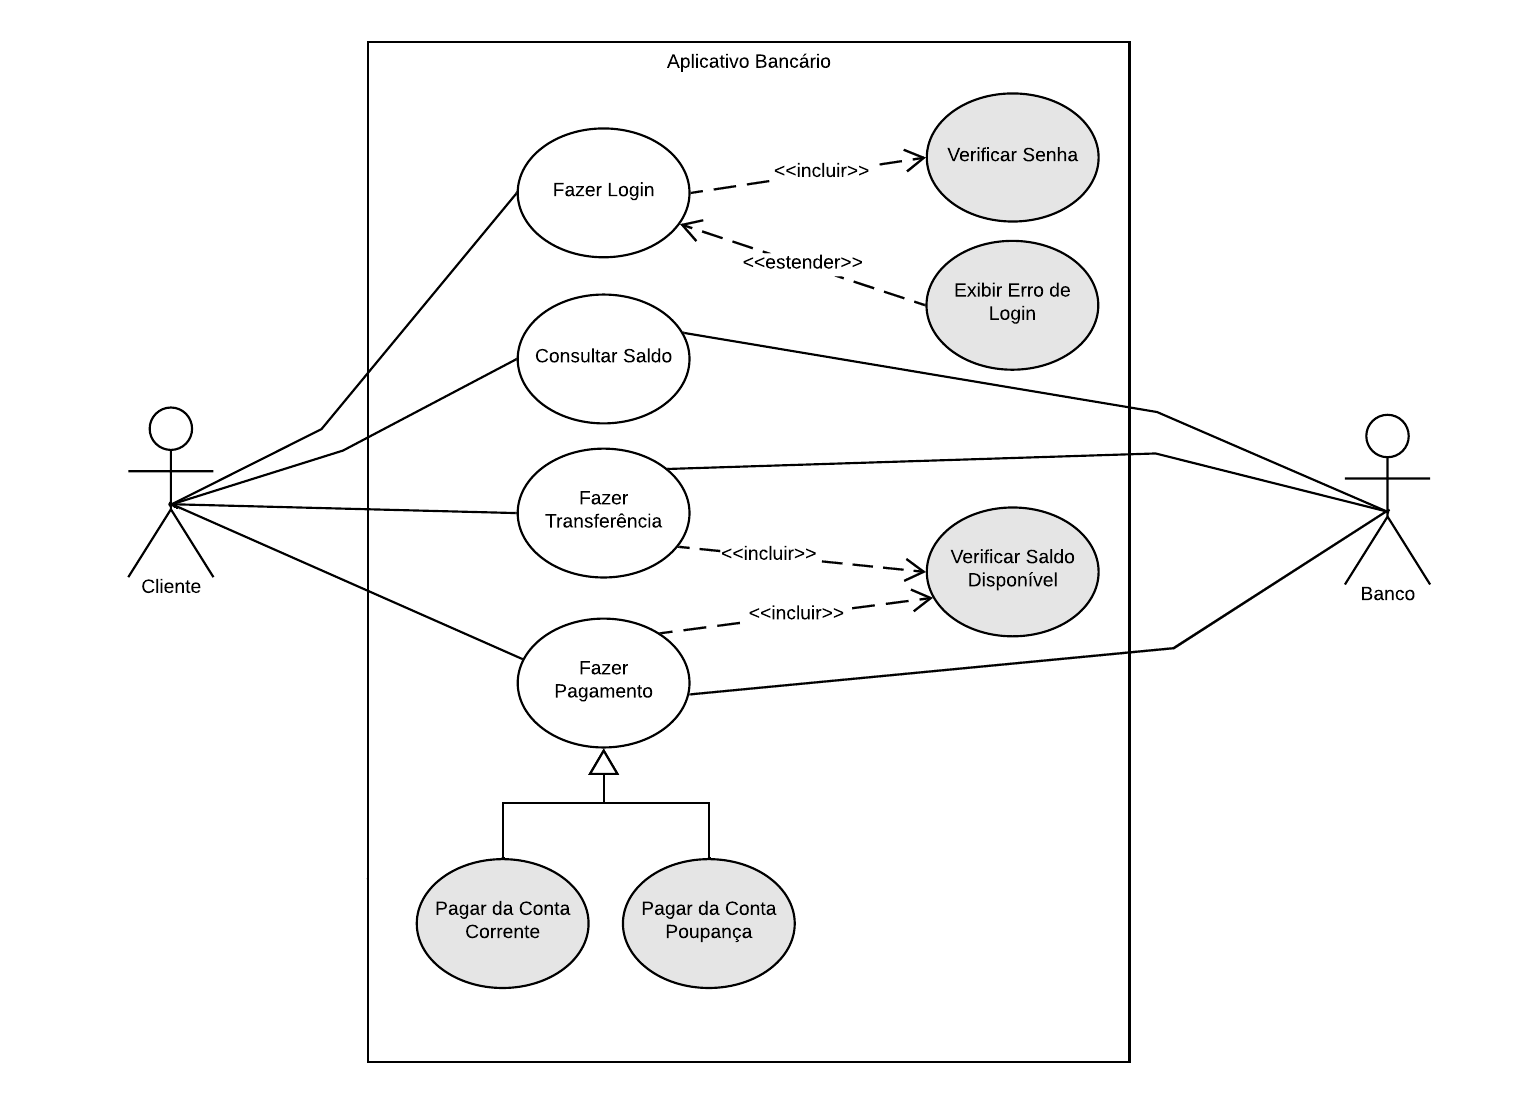 Aplicativo Bancário
Verificar Senha
<<incluir>>
Fazer Login
<<estender>>
Exibir Erro de
Login
Consultar Saldo
Fazer
Transferência
<<incluir>>
Verificar Saldo
Disponível
Cliente
Banco
<<incluir>>
Fazer
Pagamento
Pagar da Conta
Corrente
Pagar da Conta
Poupança